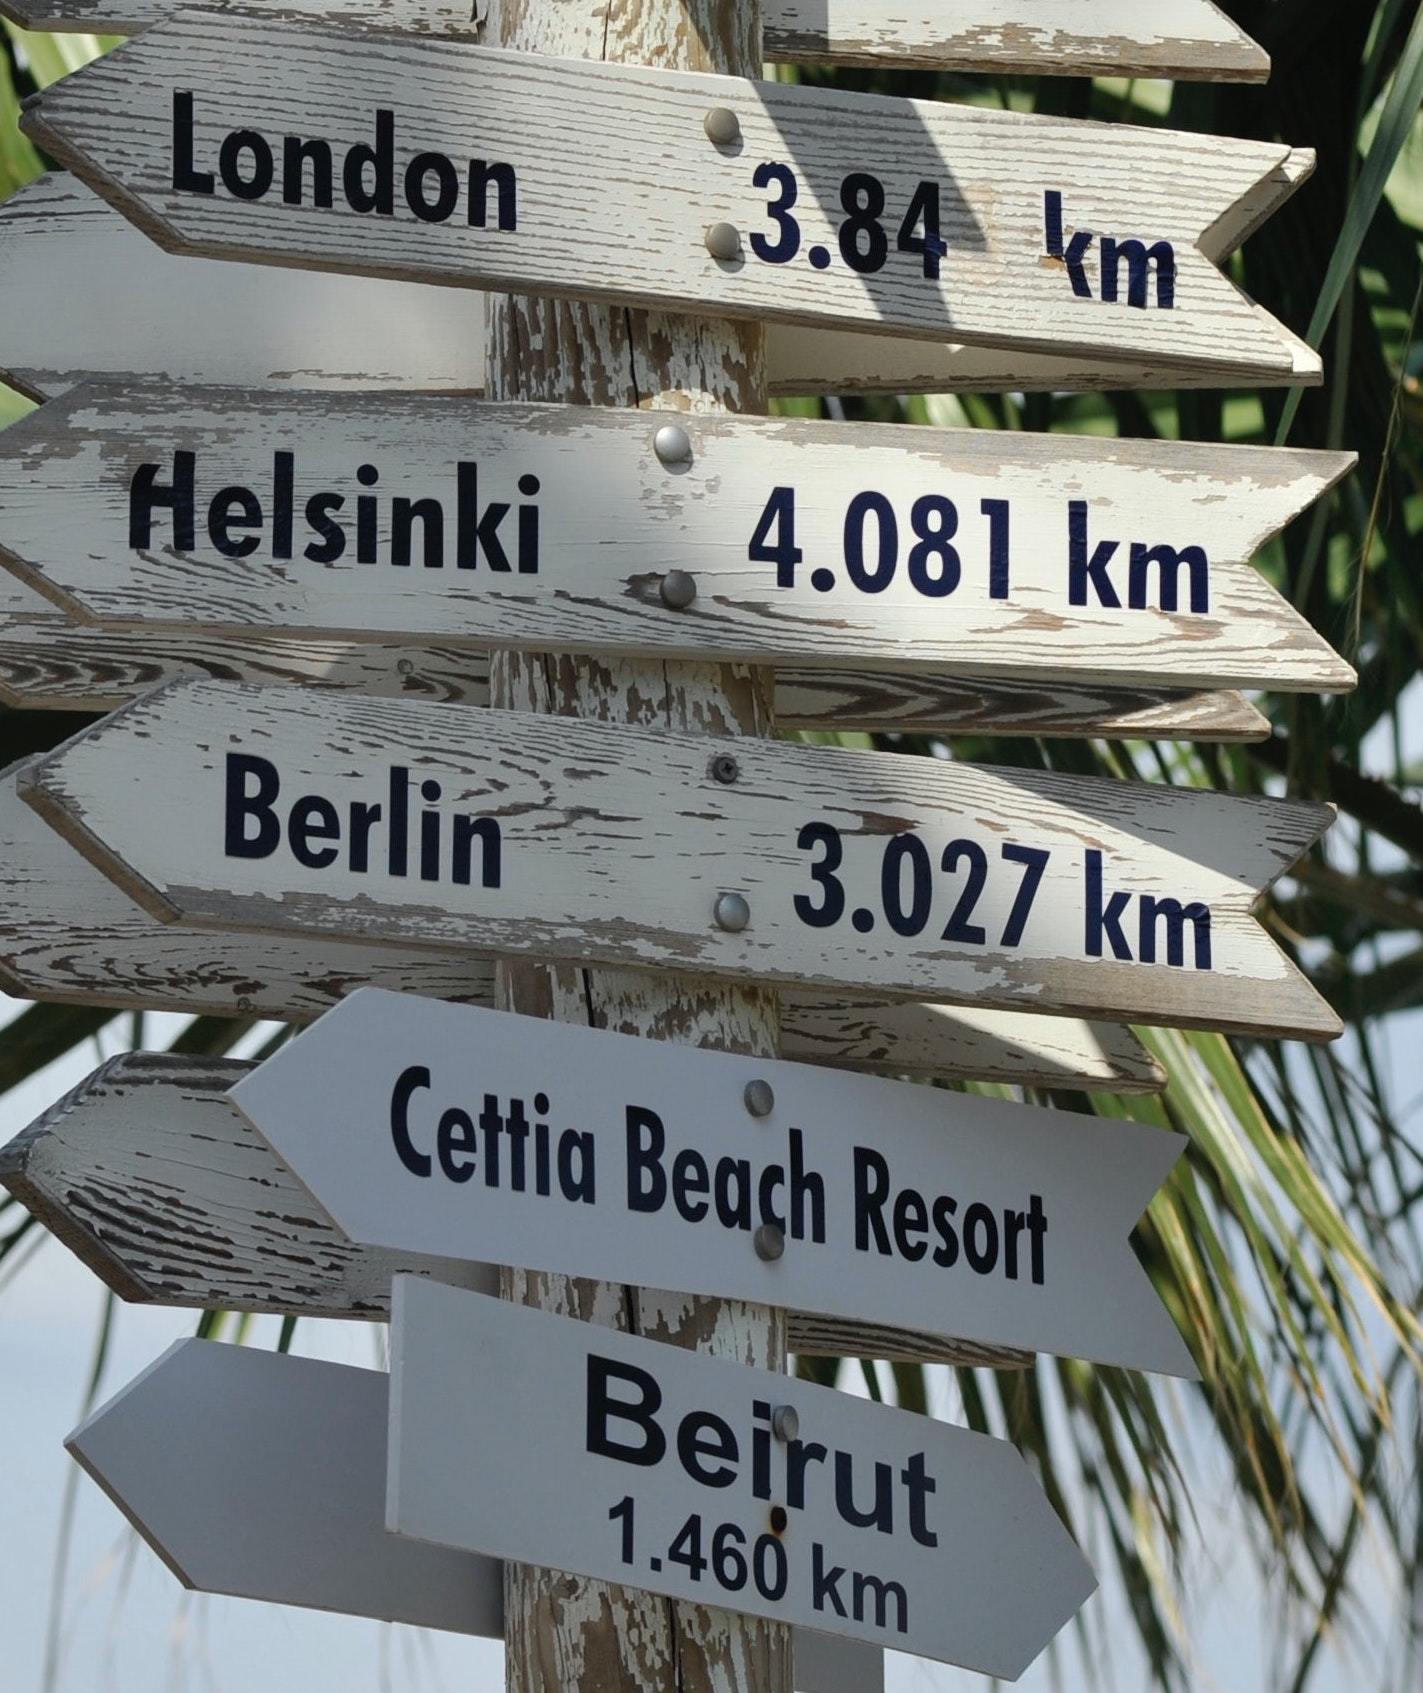 London 3.84 km
Helsinki 4.081 km
Berlin 3.027 km
Cettia Beach Resort
Beirut
1.460 km